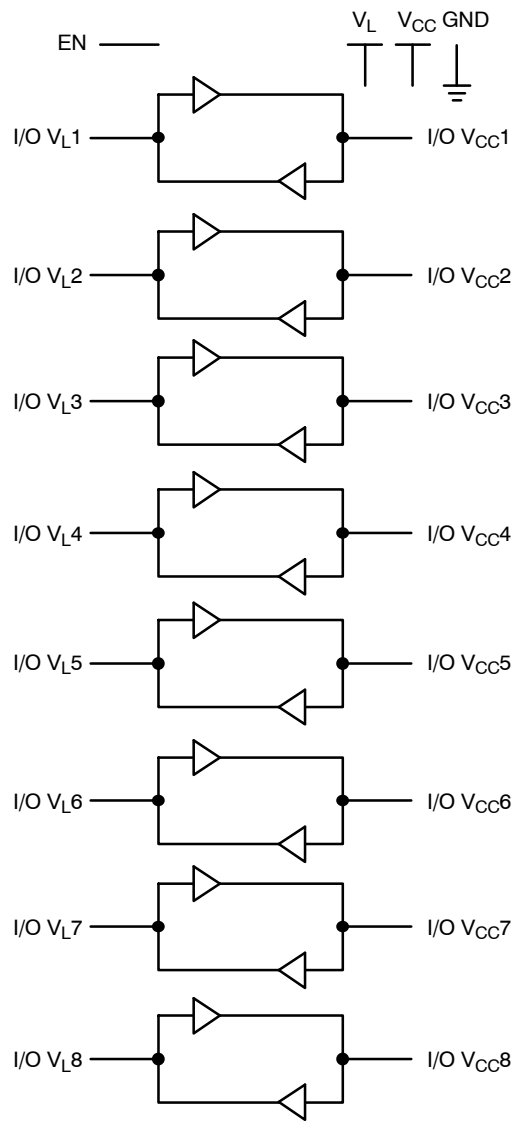 EN V_L V_CC GND
I/O V_L1 I/O V_CC1
I/O V_L2 I/O V_CC2
I/O V_L3 I/O V_CC3
I/O V_L4 I/O V_CC4
I/O V_L5 I/O V_CC5
I/O V_L6 I/O V_CC6
I/O V_L7 I/O V_CC7
I/O V_L8 I/O V_CC8